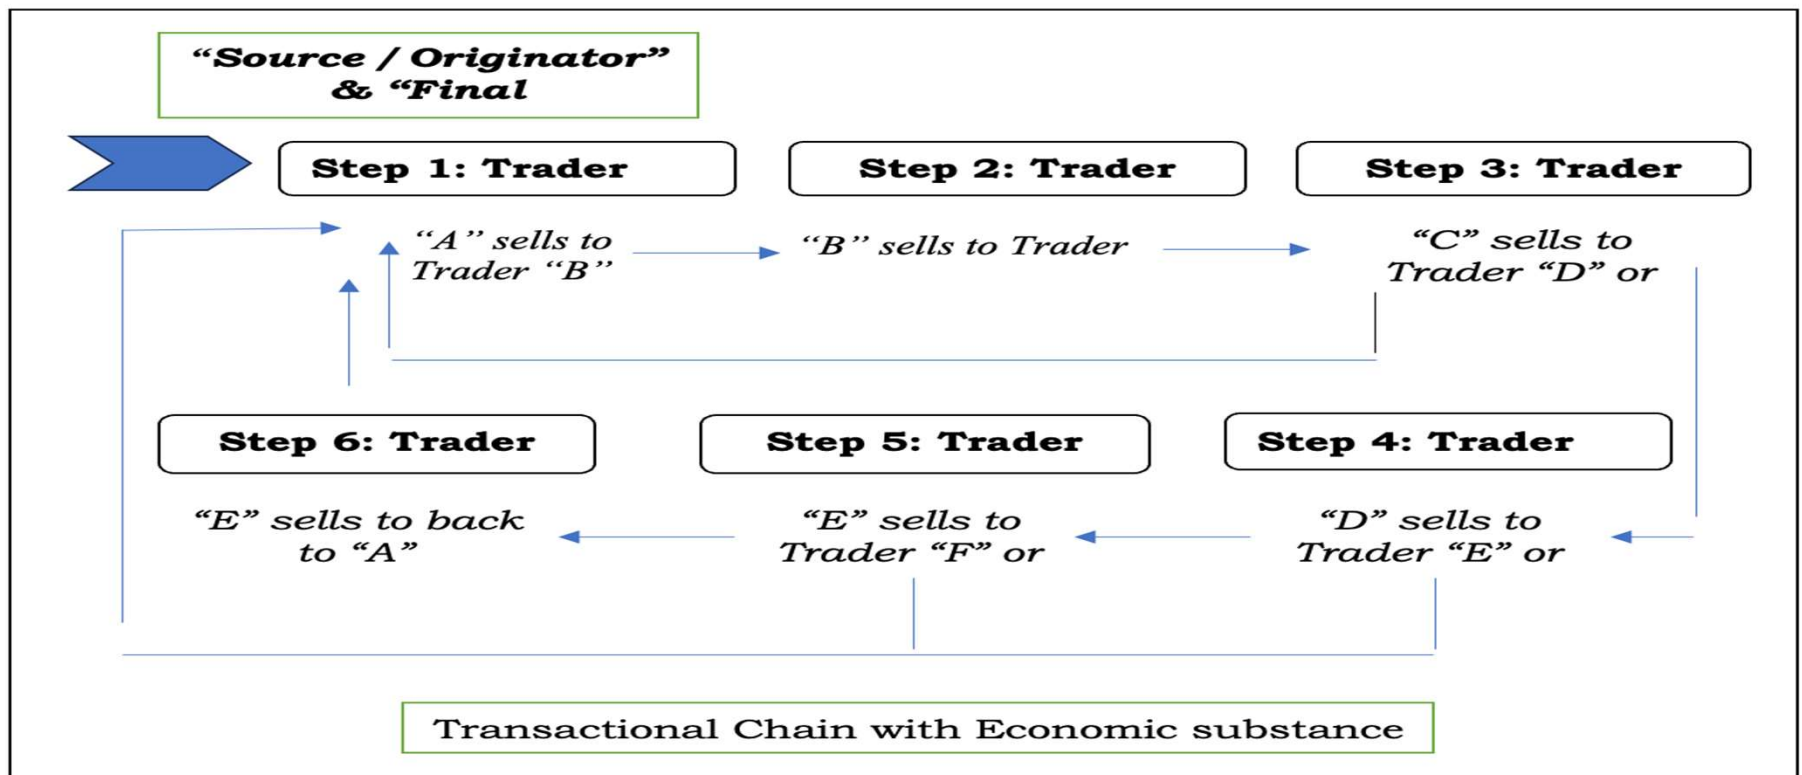 “Source / Originator”
& “Final
Step 1: Trader
Step 2: Trader
Step 3: Trader
“A” sells to
Trader “B”
“B” sells to Trader
“C” sells to
Trader “D” or
Step 6: Trader
Step 5: Trader
Step 4: Trader
“E” sells to back
to “A”
“E” sells to
Trader “F” or
“D” sells to
Trader “E” or
Transactional Chain with Economic substance